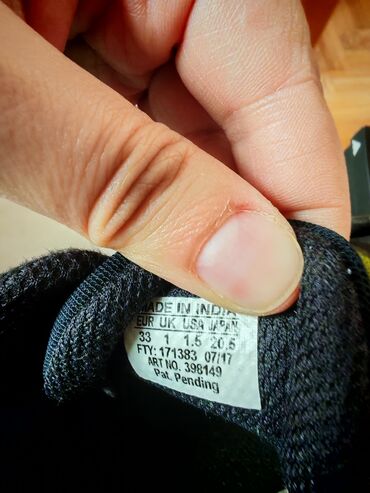 MADE IN INDIA
EUR UK USA JAPAN
33 1 1.5 20.5
FTY: 171383 07/17
ART NO. 398149
Pat. Pending